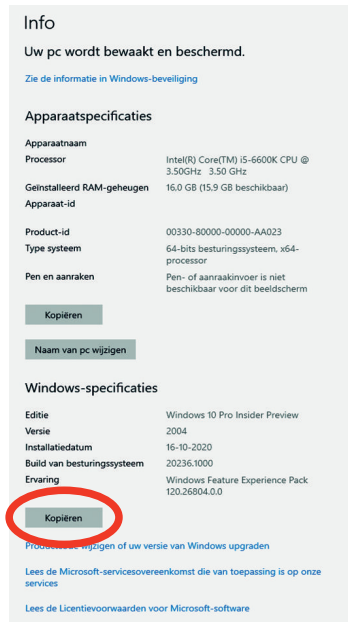 Info
Uw pc wordt bewaakt en beschermd.
Zie de informatie in Windows-beveiliging
Apparaatspecificaties
Apparaatnaam
Processor Intel(R) Core(TM) i5-6600K CPU @
3.50GHz 3.50 GHz
Geïnstalleerd RAM-geheugen 16,0 GB (15,9 GB beschikbaar)
Apparaat-id
Product-id 00330-80000-00000-AA023
Type systeem 64-bits besturingssysteem, x64-
processor
Pen en aanraken Pen- of aanraakinvoer is niet
beschikbaar voor dit beeldscherm
Kopiëren
Naam van pc wijzigen
Windows-specificaties
Editie Windows 10 Pro Insider Preview
Versie 2004
Installatiedatum 16-10-2020
Build van besturingssysteem 20236.1000
Ervaring Windows Feature Experience Pack
120.26804.0.0
Kopiëren
Productcode wijzigen of uw versie van Windows upgraden
Lees de Microsoft-servicesovereenkomst die van toepassing is op onze
services
Lees de Licentievoorwaarden voor Microsoft-software